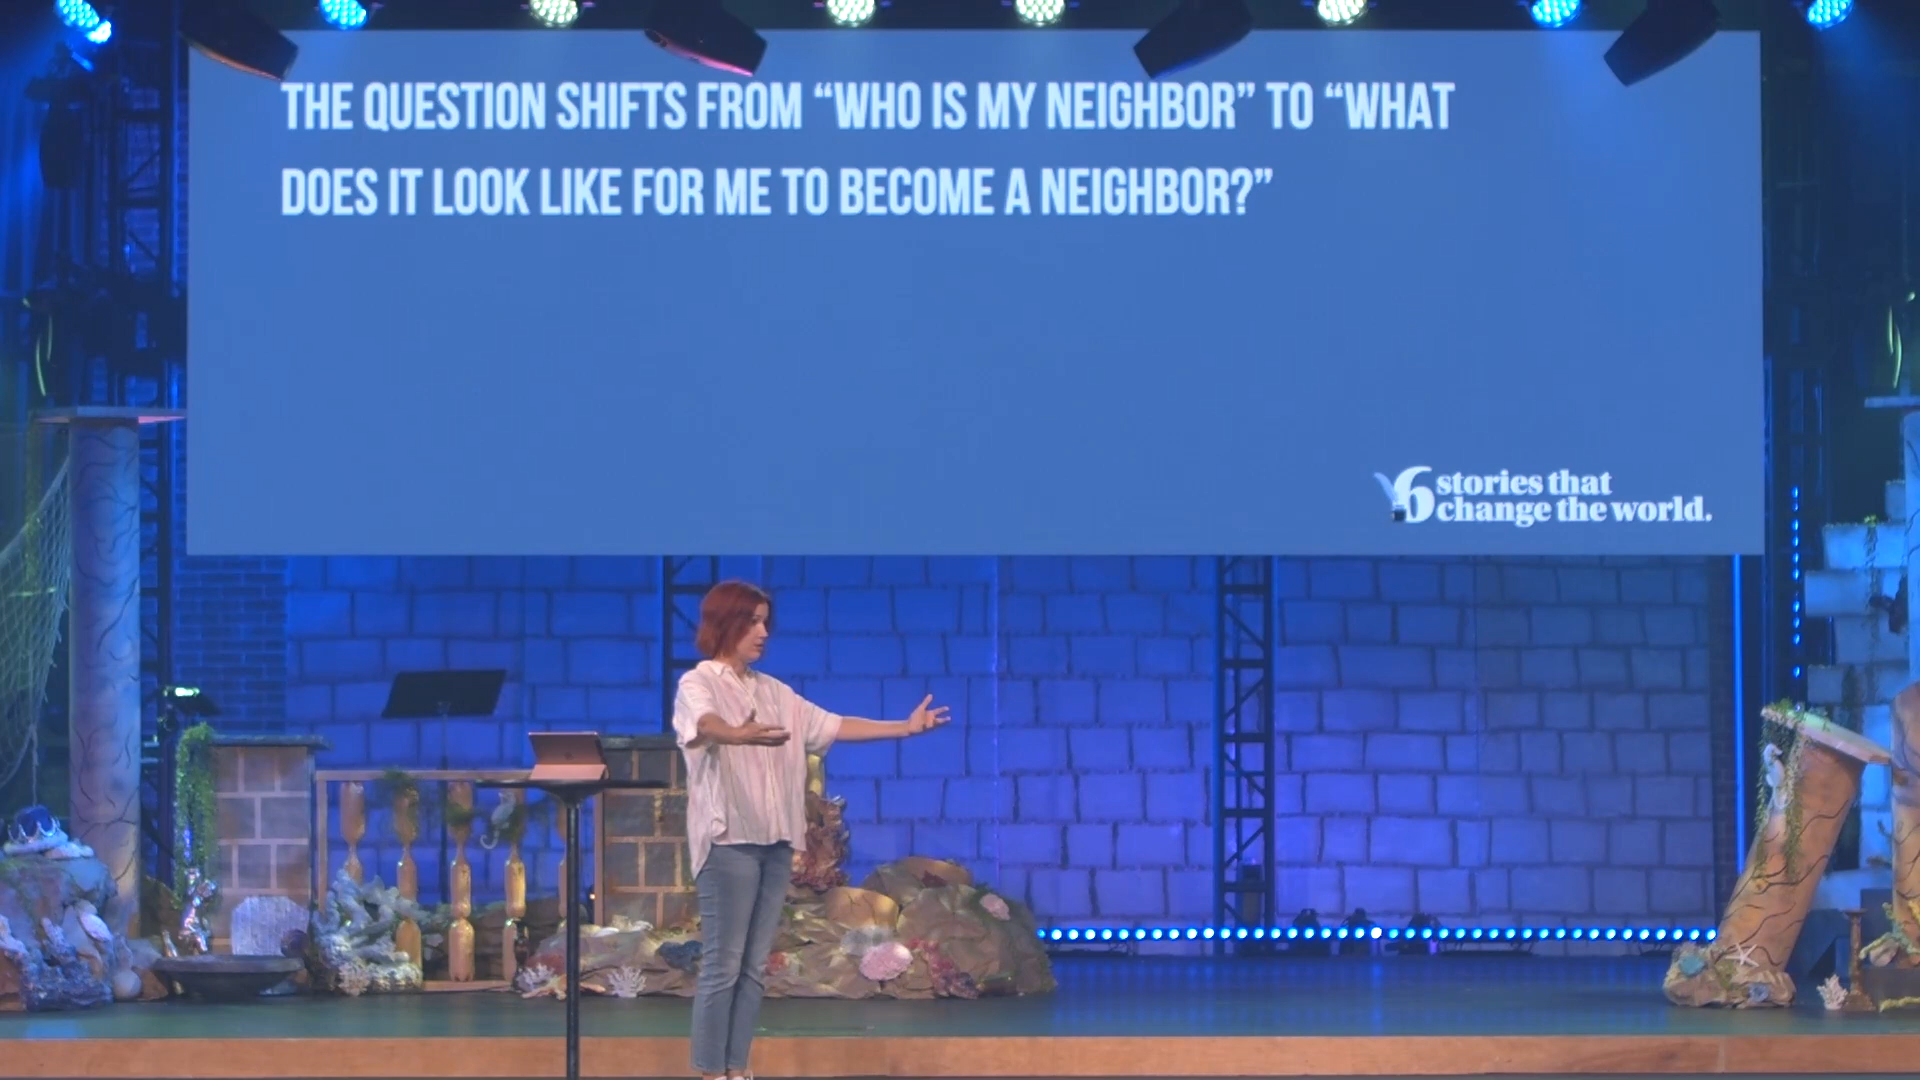 THE QUESTION SHIFTS FROM “WHO IS MY NEIGHBOR” TO “WHAT
DOES IT LOOK LIKE FOR ME TO BECOME A NEIGHBOR?”
6 stories that
change the world.